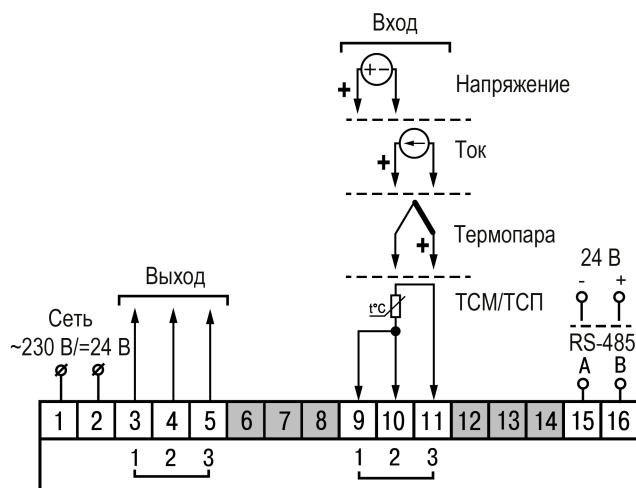 Вход
+
+ −
Напряжение
+
Ток
+
Термопара
24 В
- +
Выход
t°C
ТСМ/ТСП
Сеть
~230 В/=24 В
RS-485
A B
1 2 3 4 5 6 7 8 9 10 11 12 13 14 15 16
1 2 3 1 2 3